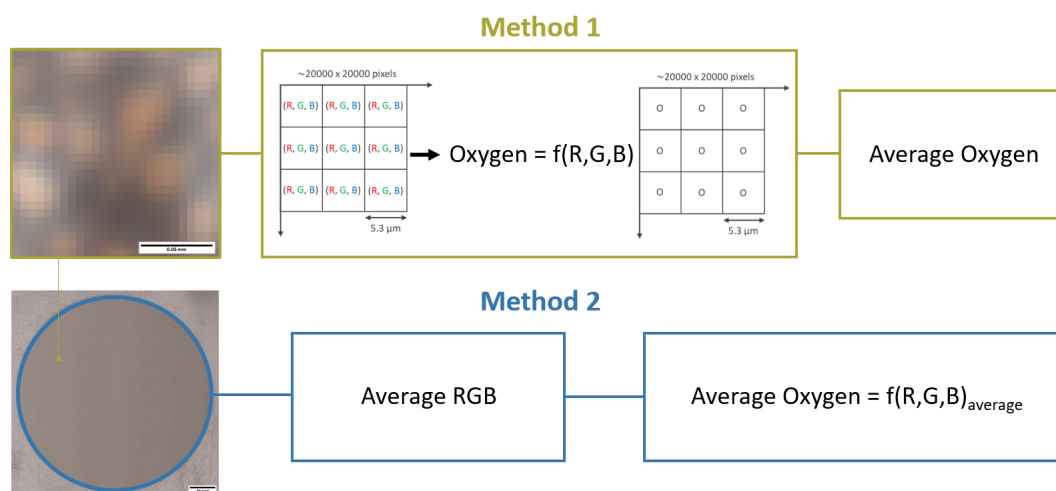 Method 1
~20000 x 20000 pixels
(R, G, B) (R, G, B) (R, G, B)
(R, G, B) (R, G, B) (R, G, B)
(R, G, B) (R, G, B) (R, G, B)
5.3 µm
Oxygen = f(R,G,B)
~20000 x 20000 pixels
O O O
O O O
O O O
5.3 µm
Average Oxygen
0.05 mm
Method 2
Average RGB
Average Oxygen = f(R,G,B)average